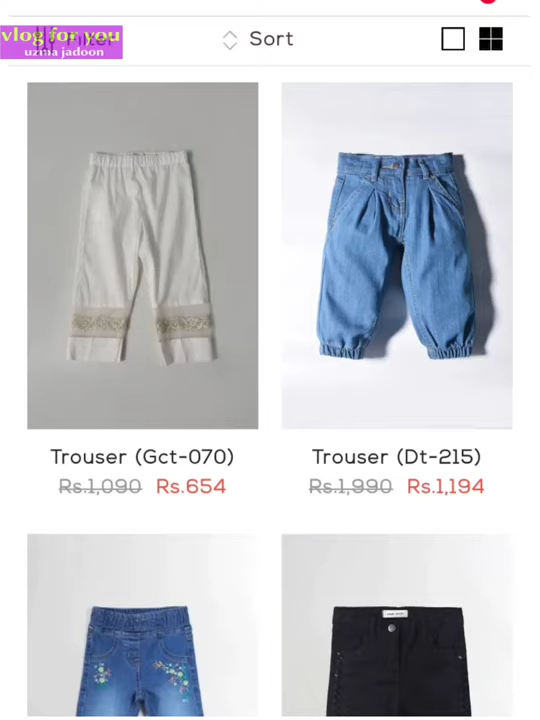 vlog for you
uzma jadoon
Filter
Sort
Trouser (Gct-070)
Rs.1,090 Rs.654
Trouser (Dt-215)
Rs.1,990 Rs.1,194